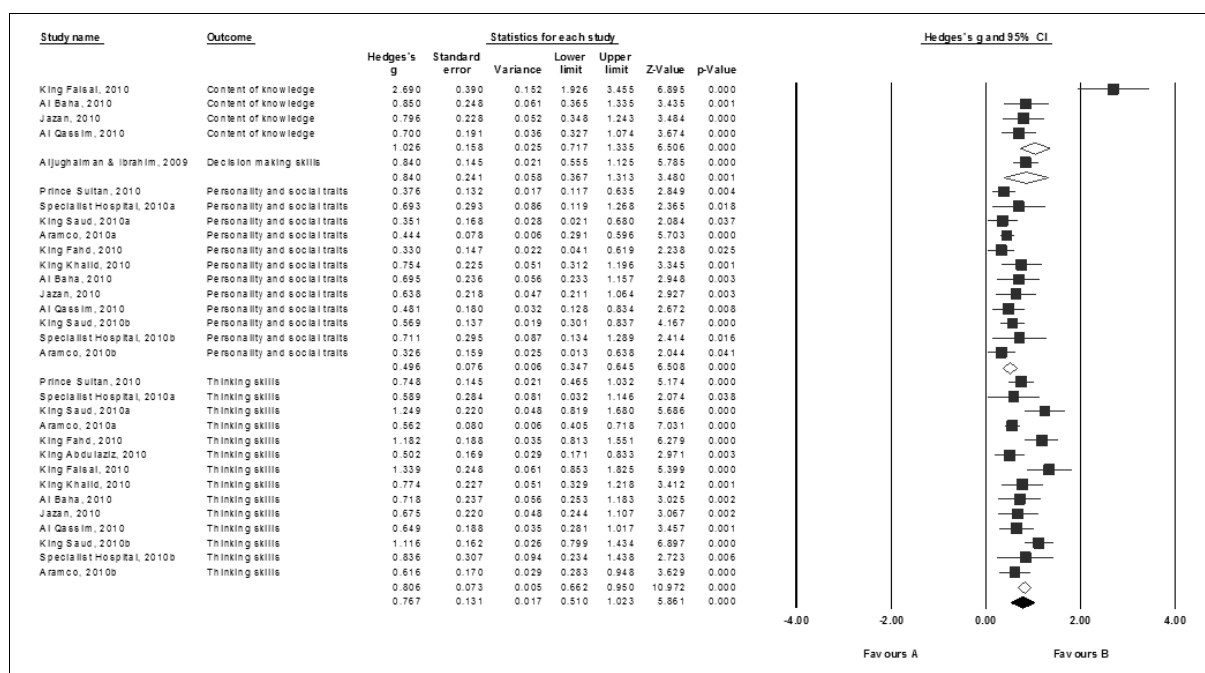 Study name Outcome Statistics for each study Hedges's g and 95% CI
Hedges's g Standard error Variance Lower limit Upper limit Z-Value p-Value
King Faisal, 2010 Content of knowledge 2.690 0.390 0.152 1.926 3.455 6.895 0.000
Al Baha, 2010 Content of knowledge 0.850 0.248 0.061 0.365 1.335 3.435 0.001
Jazan, 2010 Content of knowledge 0.796 0.228 0.052 0.348 1.243 3.484 0.000
Al Qassim, 2010 Content of knowledge 0.700 0.191 0.036 0.327 1.074 3.674 0.000
1.026 0.158 0.025 0.717 1.335 6.506 0.000
Aljughaiman & Ibrahim, 2009 Decision making skills 0.840 0.145 0.021 0.555 1.125 5.785 0.000
0.840 0.241 0.058 0.367 1.313 3.480 0.001
Prince Sultan, 2010 Personality and social traits 0.376 0.132 0.017 0.117 0.635 2.849 0.004
Specialist Hospital, 2010a Personality and social traits 0.693 0.293 0.086 0.119 1.268 2.365 0.018
King Saud, 2010a Personality and social traits 0.351 0.168 0.028 0.021 0.680 2.084 0.037
Aramco, 2010a Personality and social traits 0.444 0.078 0.006 0.291 0.596 5.703 0.000
King Fahd, 2010 Personality and social traits 0.330 0.147 0.022 0.041 0.619 2.238 0.025
King Khalid, 2010 Personality and social traits 0.754 0.225 0.051 0.312 1.196 3.345 0.001
Al Baha, 2010 Personality and social traits 0.695 0.236 0.056 0.233 1.157 2.948 0.003
Jazan, 2010 Personality and social traits 0.638 0.218 0.047 0.211 1.064 2.927 0.003
Al Qassim, 2010 Personality and social traits 0.481 0.180 0.032 0.128 0.834 2.672 0.008
King Saud, 2010b Personality and social traits 0.569 0.137 0.019 0.301 0.837 4.167 0.000
Specialist Hospital, 2010b Personality and social traits 0.711 0.295 0.087 0.134 1.289 2.414 0.016
Aramco, 2010b Personality and social traits 0.326 0.159 0.025 0.013 0.638 2.044 0.041
0.496 0.076 0.006 0.347 0.645 6.508 0.000
Prince Sultan, 2010 Thinking skills 0.748 0.145 0.021 0.465 1.032 5.174 0.000
Specialist Hospital, 2010a Thinking skills 0.589 0.284 0.081 0.032 1.146 2.074 0.038
King Saud, 2010a Thinking skills 1.249 0.220 0.048 0.819 1.680 5.686 0.000
Aramco, 2010a Thinking skills 0.562 0.080 0.006 0.405 0.718 7.031 0.000
King Fahd, 2010 Thinking skills 1.182 0.188 0.035 0.813 1.551 6.279 0.000
King Abdulaziz, 2010 Thinking skills 0.502 0.169 0.029 0.171 0.833 2.971 0.003
King Faisal, 2010 Thinking skills 1.339 0.248 0.061 0.853 1.825 5.399 0.000
King Khalid, 2010 Thinking skills 0.774 0.227 0.051 0.329 1.218 3.412 0.001
Al Baha, 2010 Thinking skills 0.718 0.237 0.056 0.253 1.183 3.025 0.002
Jazan, 2010 Thinking skills 0.675 0.220 0.048 0.244 1.107 3.067 0.002
Al Qassim, 2010 Thinking skills 0.649 0.188 0.035 0.281 1.017 3.457 0.001
King Saud, 2010b Thinking skills 1.116 0.162 0.026 0.799 1.434 6.897 0.000
Specialist Hospital, 2010b Thinking skills 0.836 0.307 0.094 0.234 1.438 2.723 0.006
Aramco, 2010b Thinking skills 0.616 0.170 0.029 0.283 0.948 3.629 0.000
0.806 0.073 0.005 0.662 0.950 10.972 0.000
0.767 0.131 0.017 0.510 1.023 5.861 0.000
-4.00 -2.00 0.00 2.00 4.00
Favours A Favours B